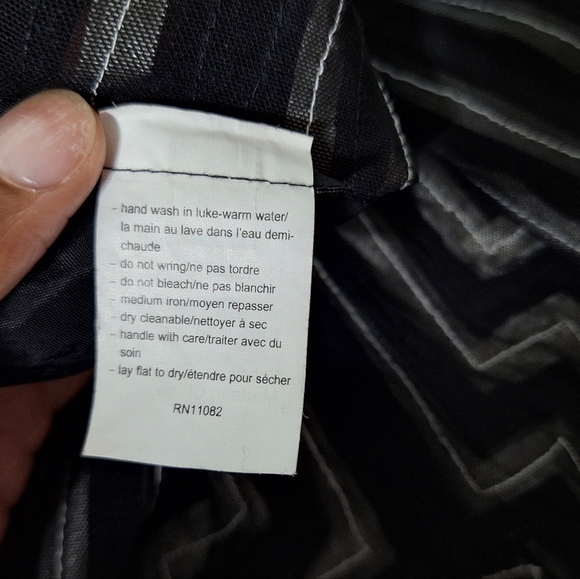 - hand wash in luke-warm water/
la main au lave dans l'eau demi-
chaude
- do not wring/ne pas tordre
- do not bleach/ne pas blanchir
- medium iron/moyen repasser
- dry cleanable/nettoyer à sec
- handle with care/traiter avec du
soin
- lay flat to dry/étendre pour sécher
RN11082